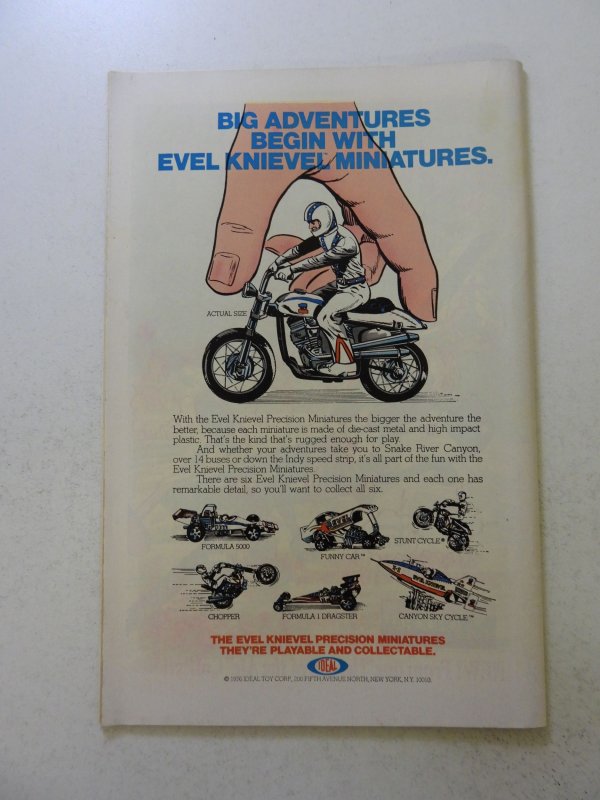 BIG ADVENTURES
BEGIN WITH
EVEL KNIEVEL MINIATURES.
ACTUAL SIZE
With the Evel Knievel Precision Miniatures the bigger the adventure the
better, because each miniature is made of die-cast metal and high impact
plastic. That's the kind that's rugged enough for play.
And whether your adventures take you to Snake River Canyon,
over 14 buses or down the Indy speed strip, it's all part of the fun with the
Evel Knievel Precision Miniatures.
There are six Evel Knievel Precision Miniatures and each one has
remarkable detail, so you'll want to collect all six.
FORMULA 5000
FUNNY CAR™
STUNT CYCLE®
CHOPPER
FORMULA 1 DRAGSTER
CANYON SKY CYCLE™
THE EVEL KNIEVEL PRECISION MINIATURES
THEY'RE PLAYABLE AND COLLECTABLE.
IDEAL
© 1976 IDEAL TOY CORP., 200 FIFTH AVENUE NORTH, NEW YORK, N.Y. 10010.